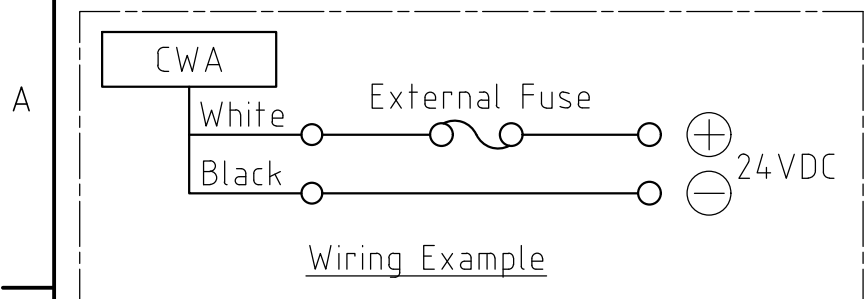 CWA
A
White
External Fuse
+
Black
24VDC
−
Wiring Example